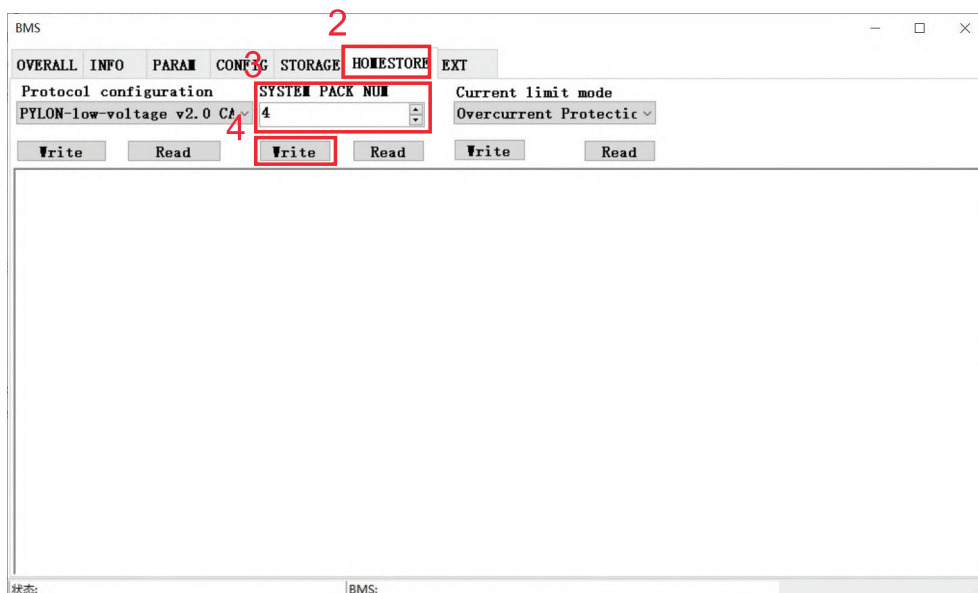 BMS
2
OVERALL INFO PARAM CONFIG STORAGE HOMESTORE EXT
3
Protocol configuration SYSTEM PACK NUM Current limit mode
PYLON-low-voltage v2.0 CA 4 Overcurrent Protectic
4
Write Read Write Read Write Read
状态: BMS: